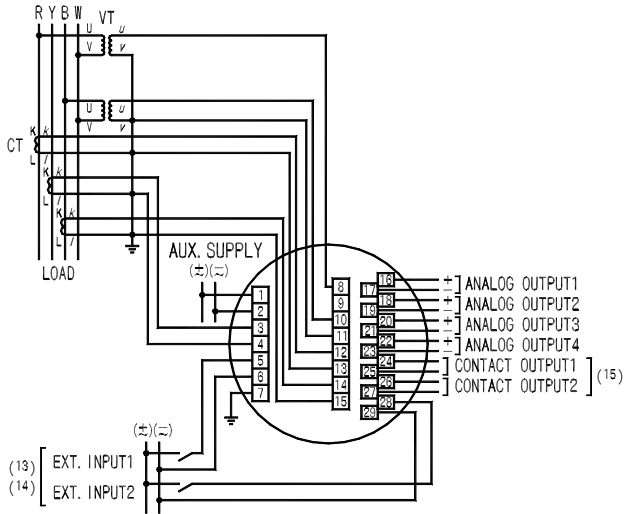 R Y B W VT
U u
V v
U u
V v
CT
K k
L l
K k
L l
K k
L l
LOAD
AUX. SUPPLY
(±)(−)
1
2
3
4
5
6
7
8
9
10
11
12
13
14
15
16
17
18
19
20
21
22
23
24
25
26
27
28
29
+ − ] ANALOG OUTPUT1
+ − ] ANALOG OUTPUT2
+ − ] ANALOG OUTPUT3
+ − ] ANALOG OUTPUT4
] CONTACT OUTPUT1
] CONTACT OUTPUT2
(15)
(±)(−)
(13) EXT. INPUT1
(14) EXT. INPUT2